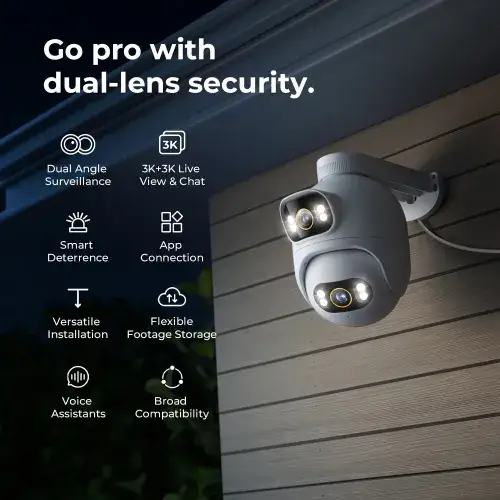 Go pro with
dual-lens security.
Dual Angle
Surveillance
3K
3K+3K Live
View & Chat
Smart
Deterrence
App
Connection
Versatile
Installation
Flexible
Footage Storage
Voice
Assistants
Broad
Compatibility